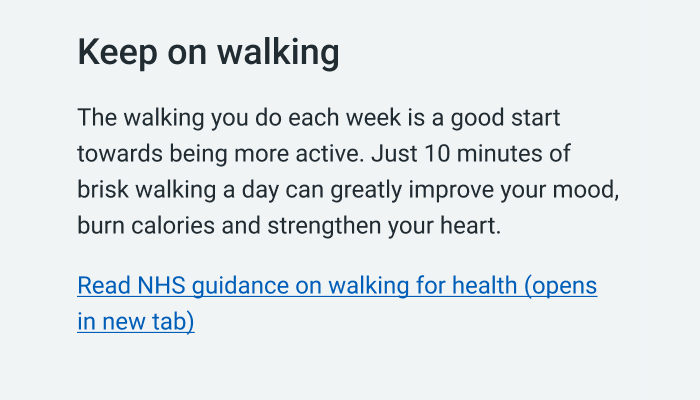 Keep on walking
The walking you do each week is a good start
towards being more active. Just 10 minutes of
brisk walking a day can greatly improve your mood,
burn calories and strengthen your heart.
Read NHS guidance on walking for health (opens
in new tab)